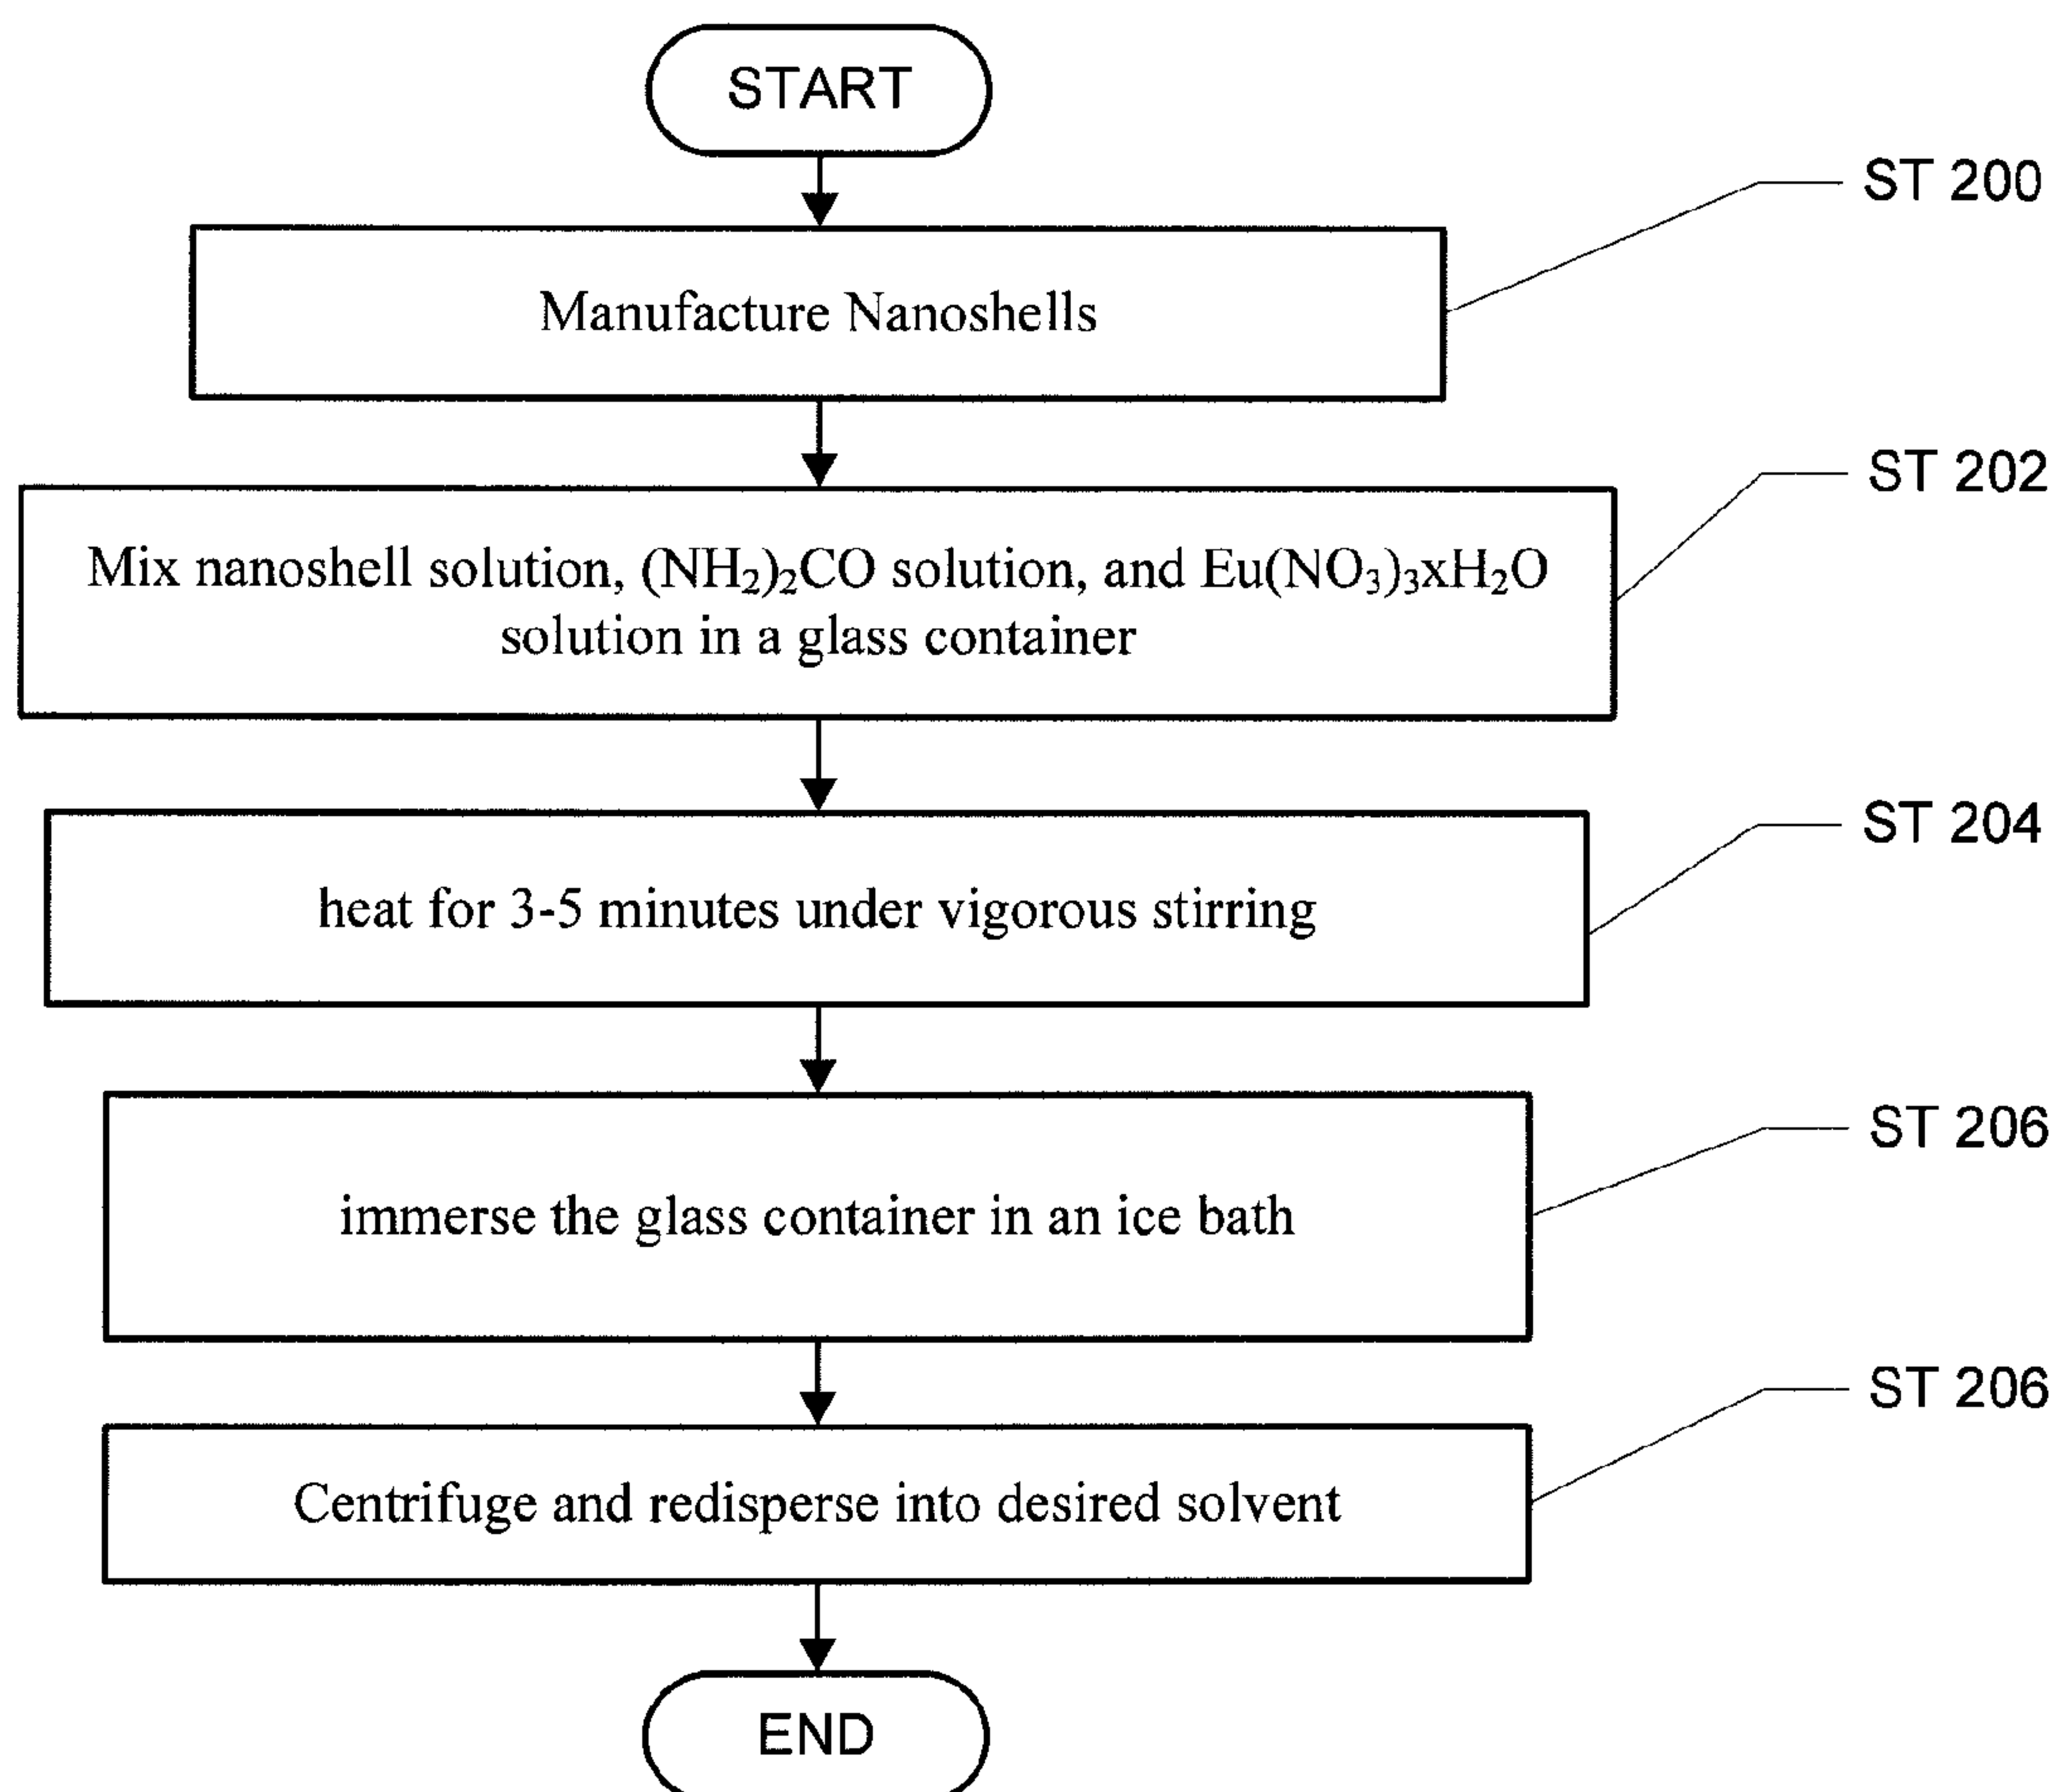 START
ST 200
Manufacture Nanoshells
ST 202
Mix nanoshell solution, (NH₂)₂CO solution, and Eu(NO₃)₃xH₂O
solution in a glass container
ST 204
heat for 3-5 minutes under vigorous stirring
ST 206
immerse the glass container in an ice bath
ST 206
Centrifuge and redisperse into desired solvent
END